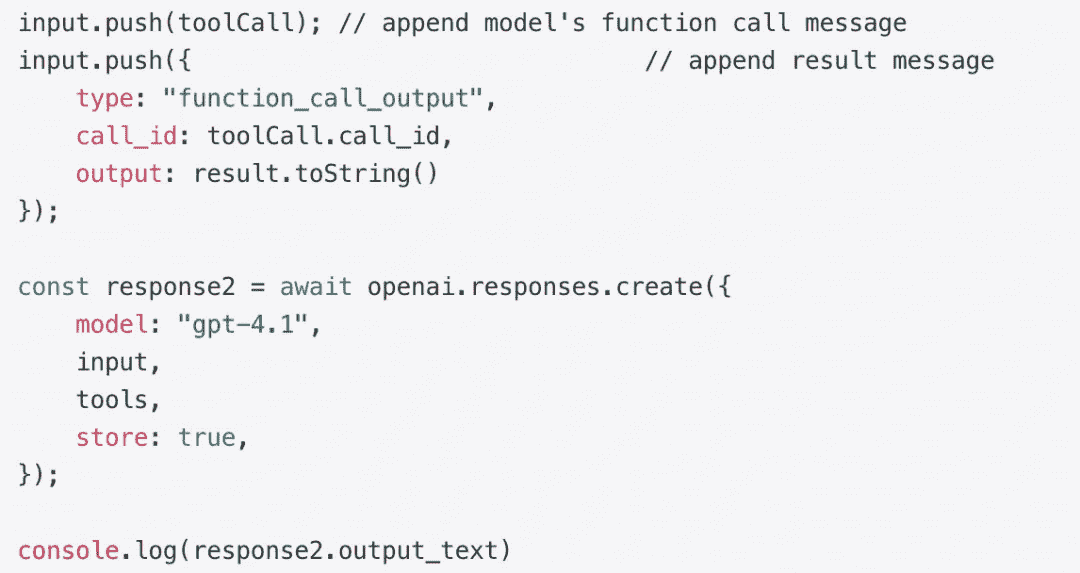 input.push(toolCall); // append model's function call message
input.push({                                // append result message
    type: "function_call_output",
    call_id: toolCall.call_id,
    output: result.toString()
});

const response2 = await openai.responses.create({
    model: "gpt-4.1",
    input,
    tools,
    store: true,
});

console.log(response2.output_text)